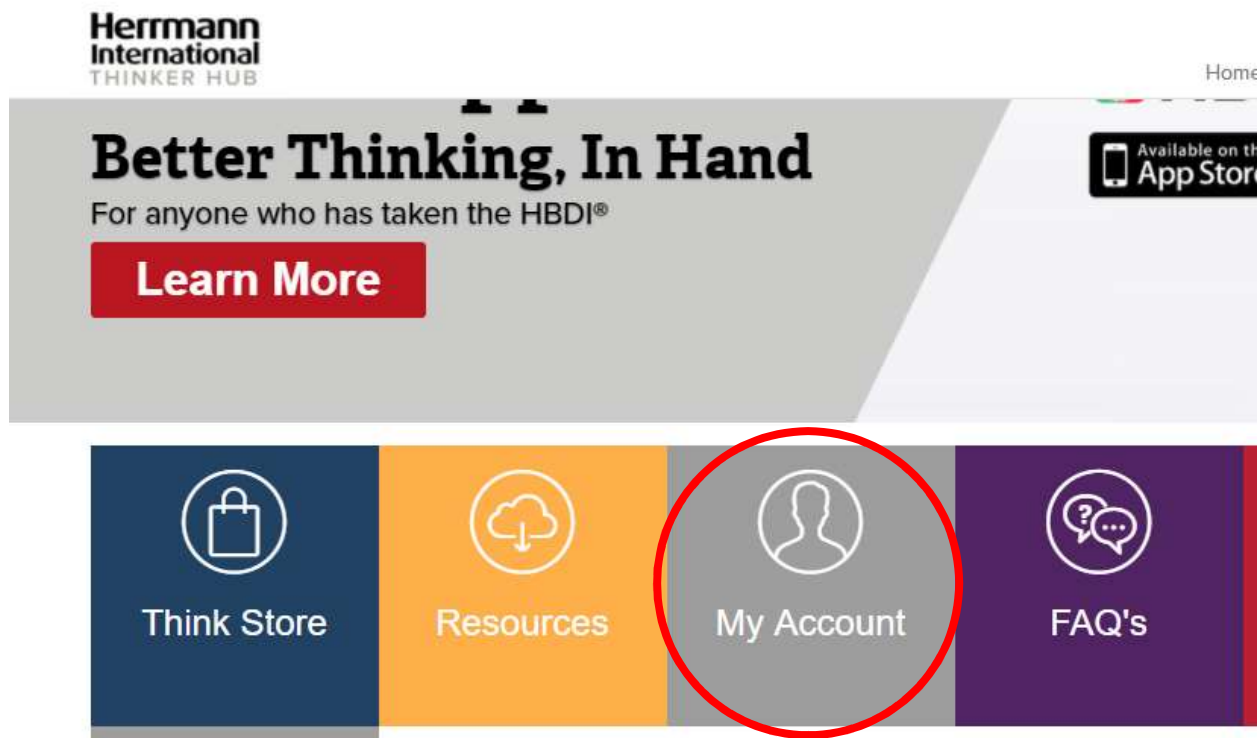 Herrmann
International
THINKER HUB
Home
Better Thinking, In Hand
For anyone who has taken the HBDI®
Learn More
Available on th
App Store
Think Store
Resources
My Account
FAQ's